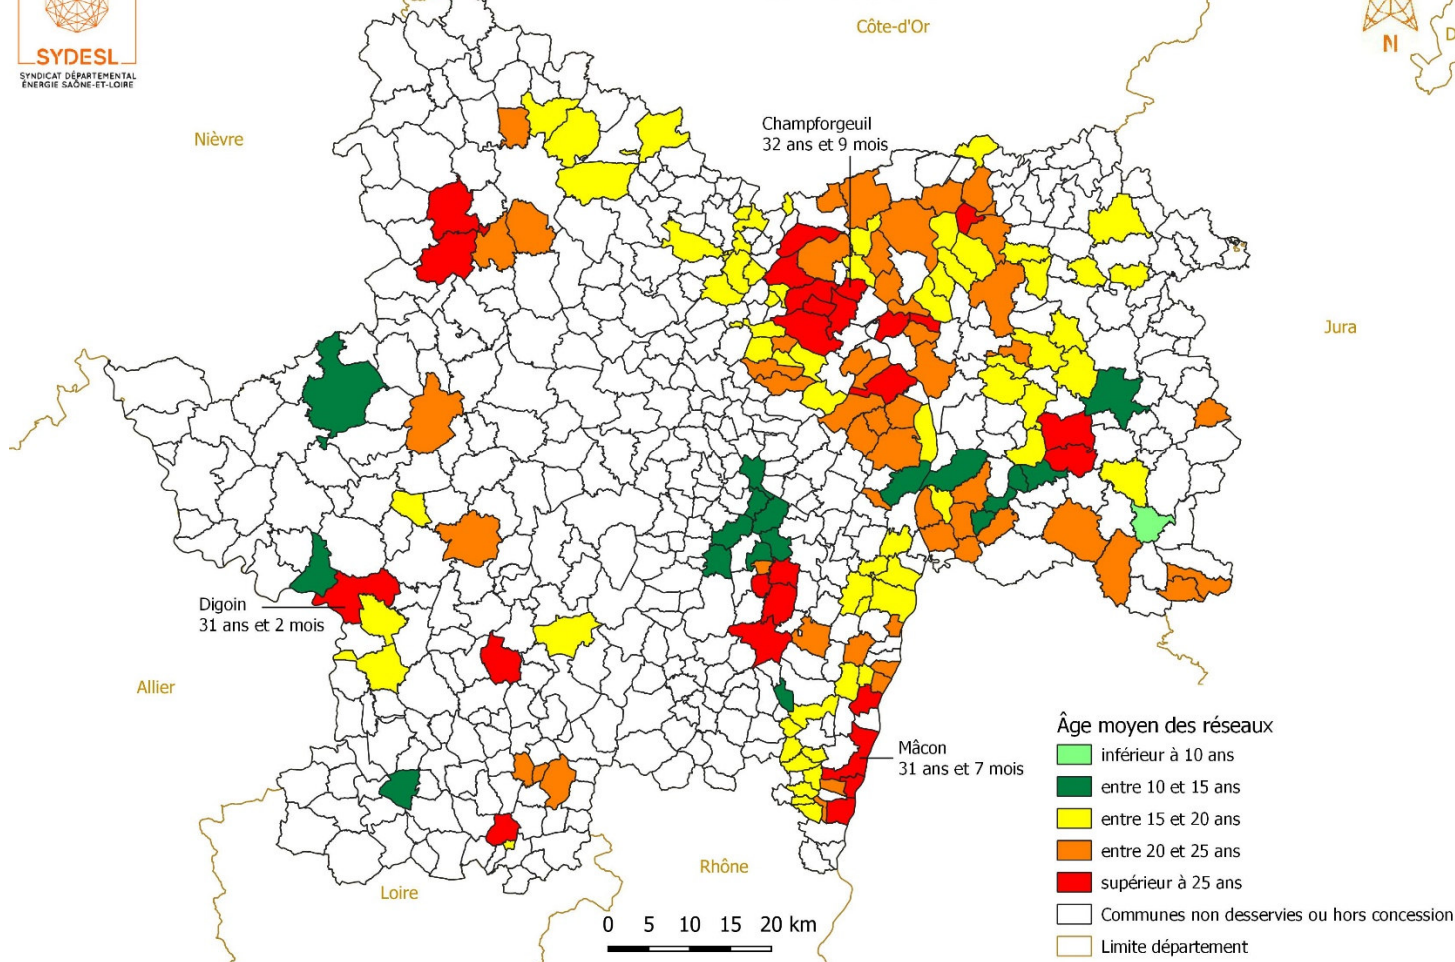 SYDESL
SYNDICAT DÉPARTEMENTAL
ÉNERGIE SAÔNE-ET-LOIRE
Côte-d'Or
N
D
Nièvre
Champforgeuil
32 ans et 9 mois
Jura
Digoin
31 ans et 2 mois
Allier
Mâcon
31 ans et 7 mois
Rhône
Loire
0 5 10 15 20 km
Âge moyen des réseaux
inférieur à 10 ans
entre 10 et 15 ans
entre 15 et 20 ans
entre 20 et 25 ans
supérieur à 25 ans
Communes non desservies ou hors concession
Limite département